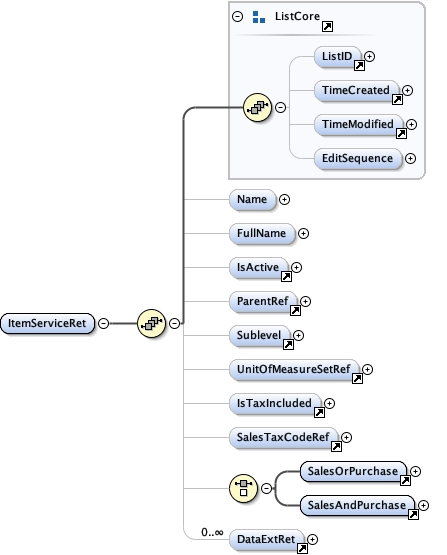 ListCore
ListID
TimeCreated
TimeModified
EditSequence
Name
FullName
IsActive
ParentRef
ItemServiceRet
Sublevel
UnitOfMeasureSetRef
IsTaxIncluded
SalesTaxCodeRef
SalesOrPurchase
SalesAndPurchase
0..∞
DataExtRet